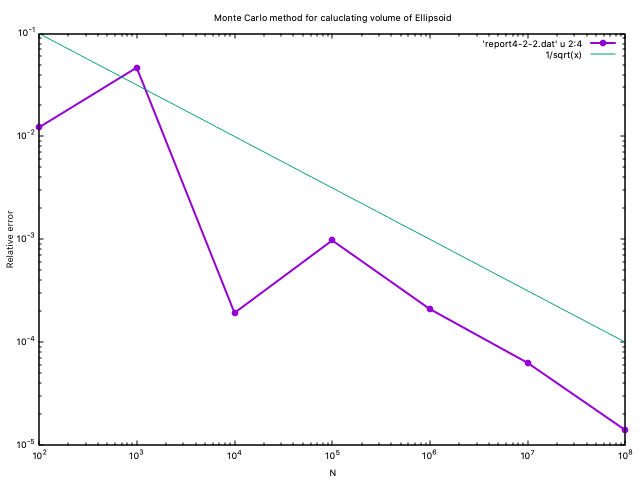 Monte Carlo method for caluclating volume of Ellipsoid
'report4-2-2.dat' u 2:4
1/sqrt(x)
Relative error
10^-1
10^-2
10^-3
10^-4
10^-5
10^2 10^3 10^4 10^5 10^6 10^7 10^8
N